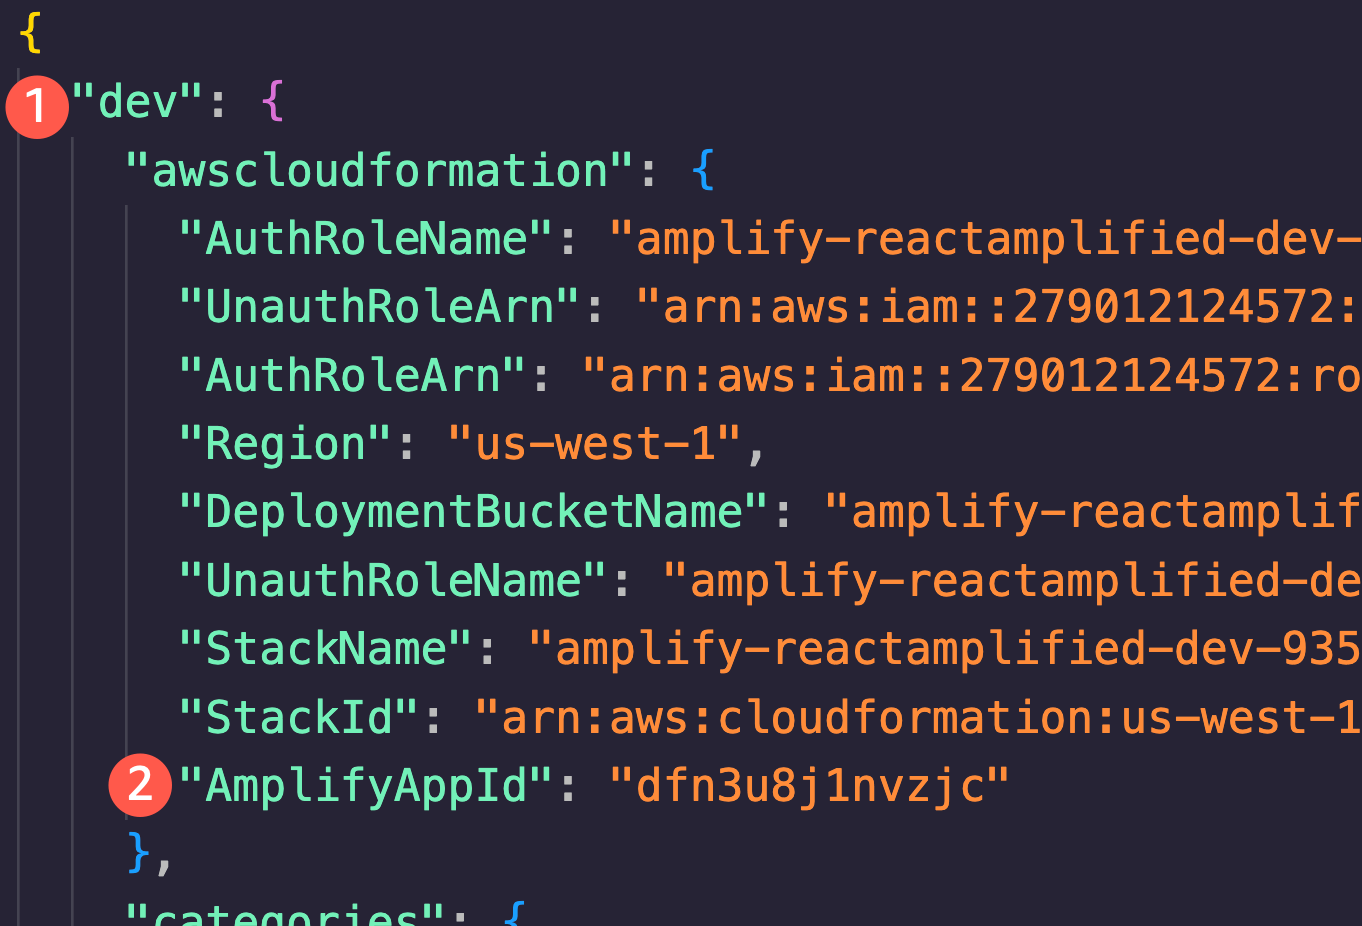 {
1 "dev": {
"awscloudformation": {
"AuthRoleName": "amplify-reactamplified-dev-
"UnauthRoleArn": "arn:aws:iam::279012124572:
"AuthRoleArn": "arn:aws:iam::279012124572:ro
"Region": "us-west-1",
"DeploymentBucketName": "amplify-reactamplif
"UnauthRoleName": "amplify-reactamplified-de
"StackName": "amplify-reactamplified-dev-935
"StackId": "arn:aws:cloudformation:us-west-1
2 "AmplifyAppId": "dfn3u8j1nvzjc"
},
"categories": {